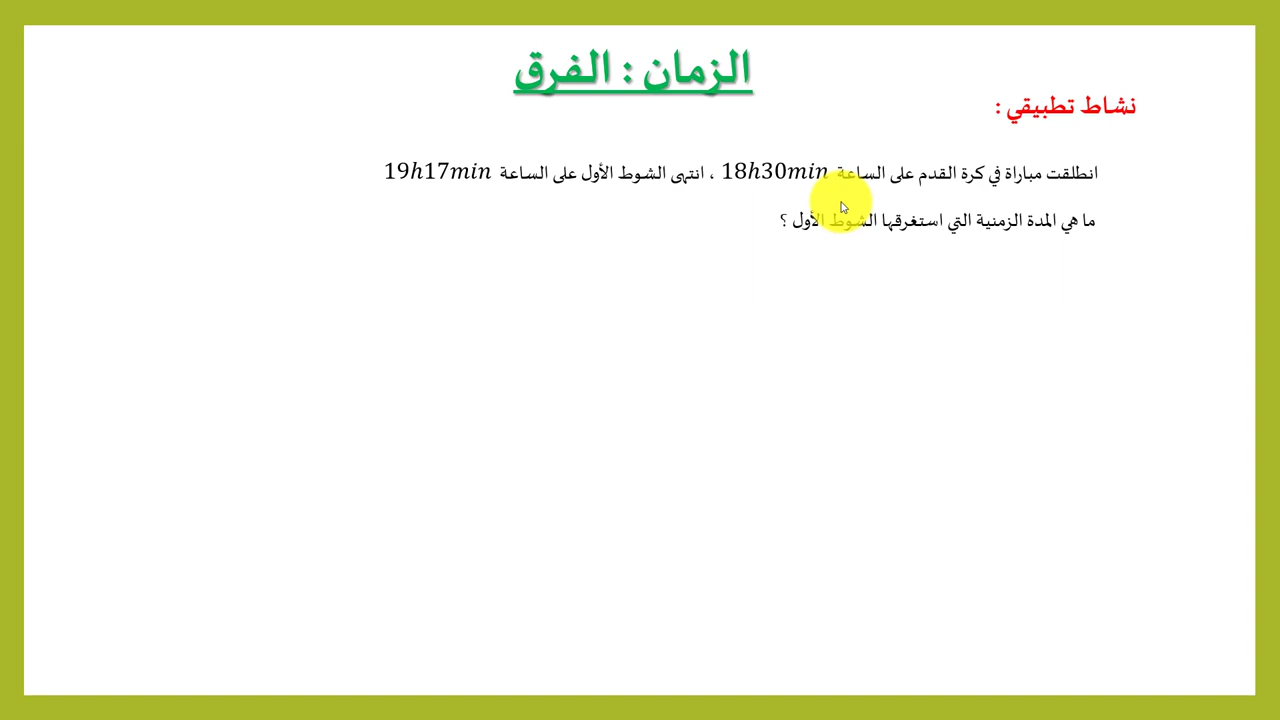 الزمان : الفرق
نشاط تطبيقي :
انطلقت مباراة في كرة القدم على الساعة 18h30min ، انتهى الشوط الأول على الساعة 19h17min
ما هي المدة الزمنية التي استغرقها الشوط الأول ؟